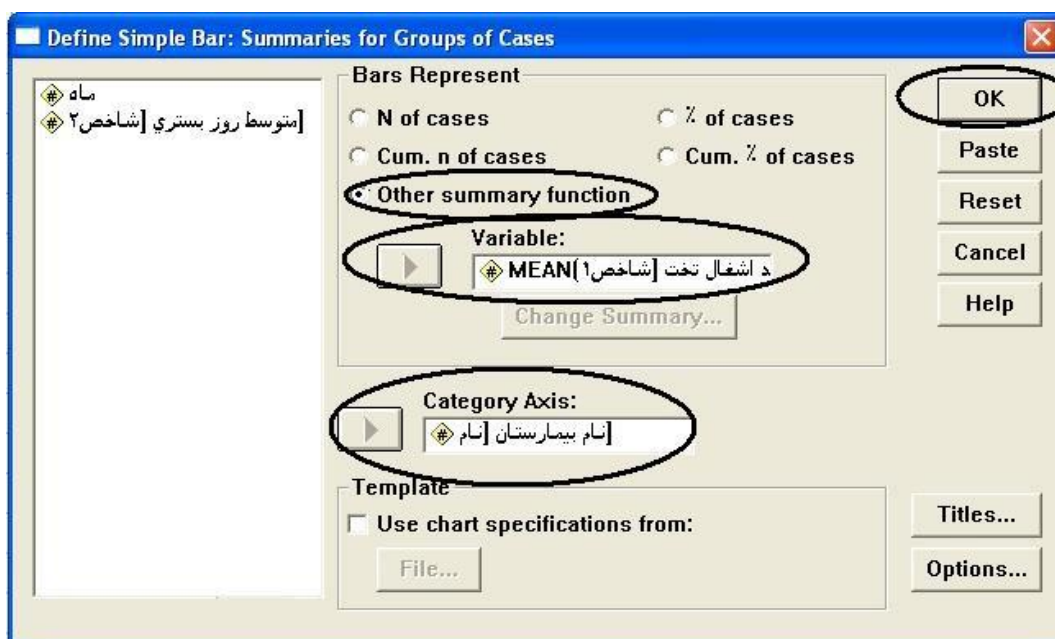 Define Simple Bar: Summaries for Groups of Cases
ماه
متوسط روز بستري [شاخص۲]
Bars Represent
N of cases
٪ of cases
Cum. n of cases
Cum. ٪ of cases
Other summary function
Variable:
MEAN(د اشغال تخت [شاخص۱
Change Summary...
Category Axis:
نام بيمارستان [نام]
Template
Use chart specifications from:
File...
OK
Paste
Reset
Cancel
Help
Titles...
Options...